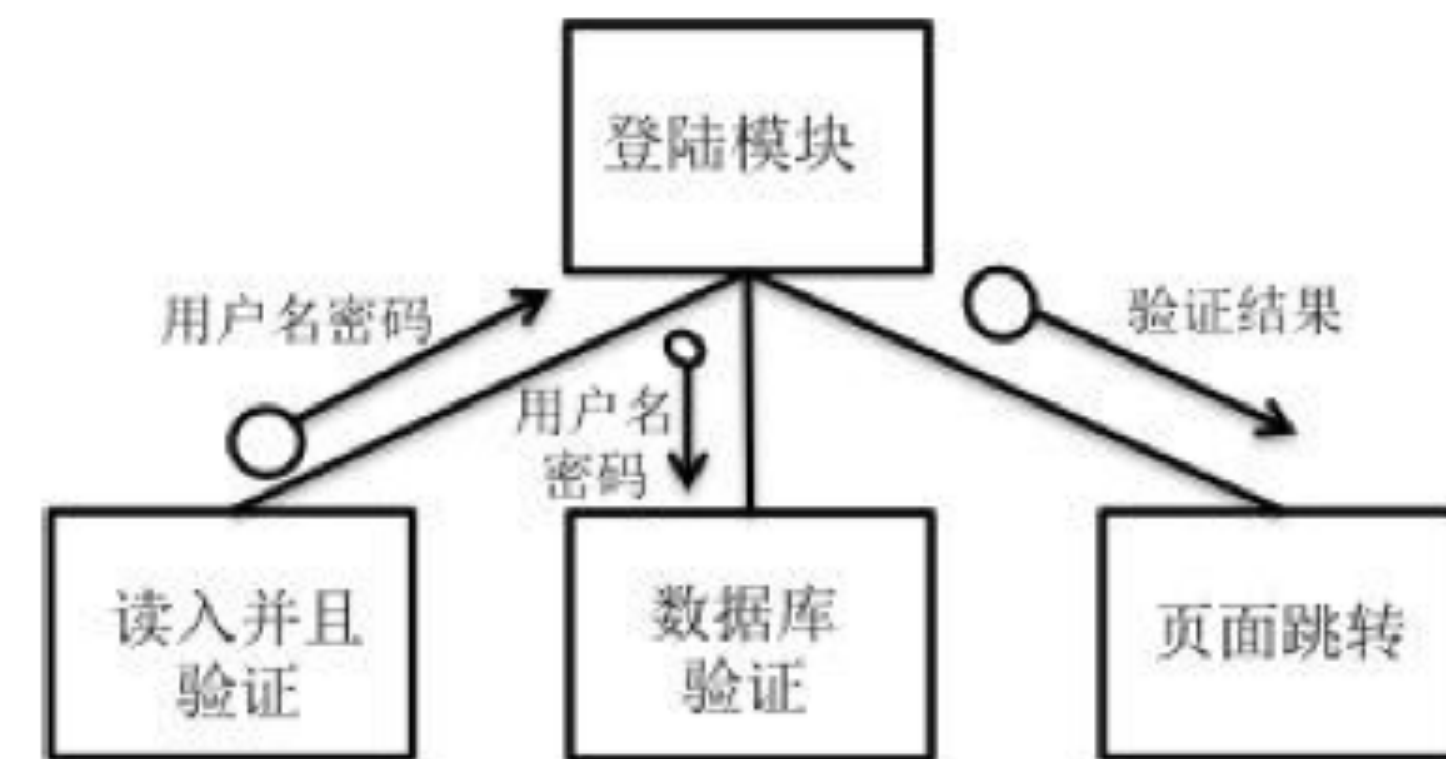 登陆模块
用户名密码
验证结果
用户名
密码
读入并且
验证
数据库
验证
页面跳转